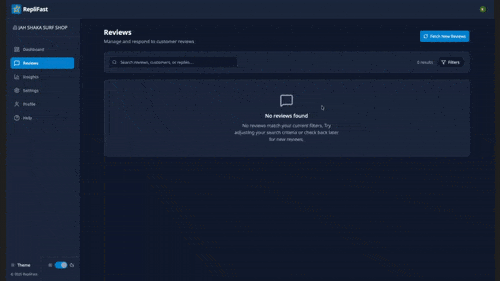 RepliFast
JAH SHAKA SURF SHOP
Dashboard
Reviews
Insights
Settings
Profile
Help
Theme
© 2025 RepliFast
Reviews
Manage and respond to customer reviews
Fetch New Reviews
Search reviews, customers, or replies...
0 results
Filters
No reviews found
No reviews match your current filters. Try
adjusting your search criteria or check back later
for new reviews.